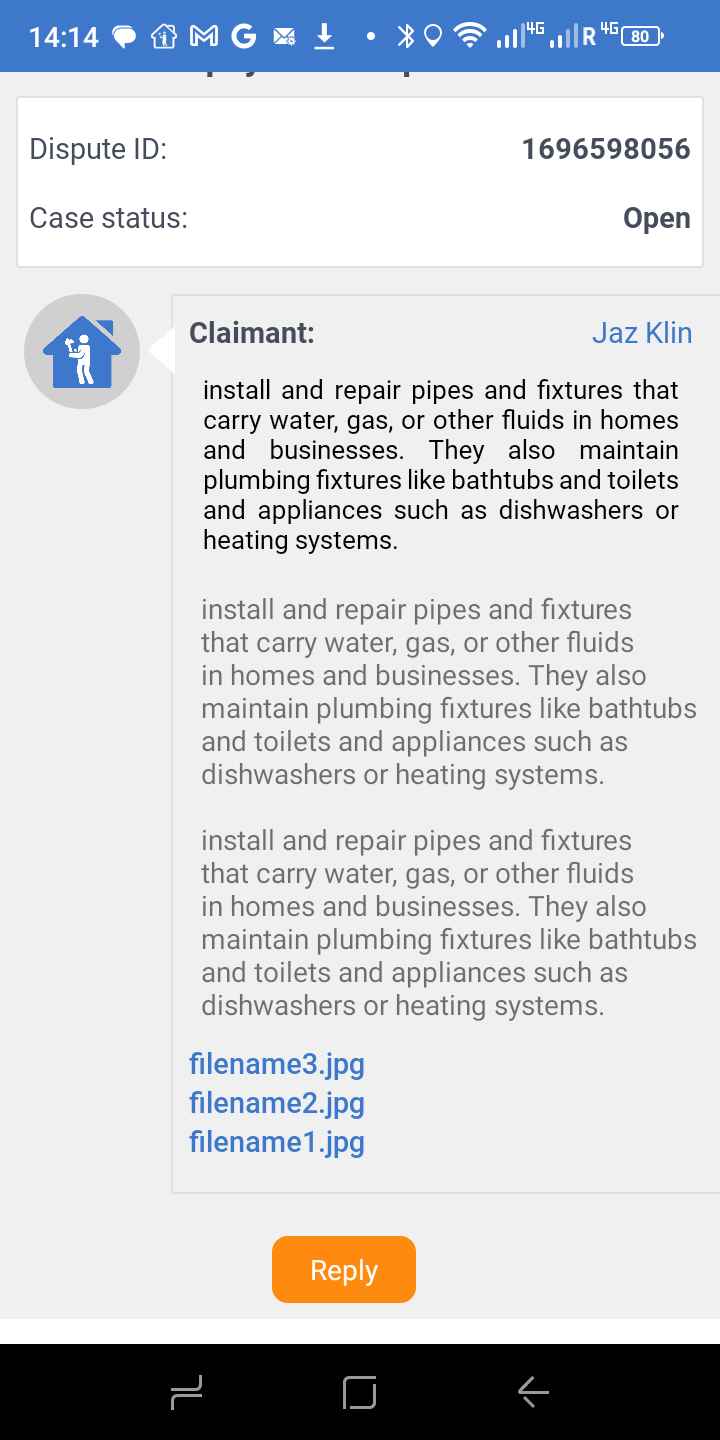 14:14 4G R 4G 80
Dispute ID: 1696598056
Case status: Open
Claimant: Jaz Klin
install and repair pipes and fixtures that
carry water, gas, or other fluids in homes
and businesses. They also maintain
plumbing fixtures like bathtubs and toilets
and appliances such as dishwashers or
heating systems.
install and repair pipes and fixtures
that carry water, gas, or other fluids
in homes and businesses. They also
maintain plumbing fixtures like bathtubs
and toilets and appliances such as
dishwashers or heating systems.
install and repair pipes and fixtures
that carry water, gas, or other fluids
in homes and businesses. They also
maintain plumbing fixtures like bathtubs
and toilets and appliances such as
dishwashers or heating systems.
filename3.jpg
filename2.jpg
filename1.jpg
Reply